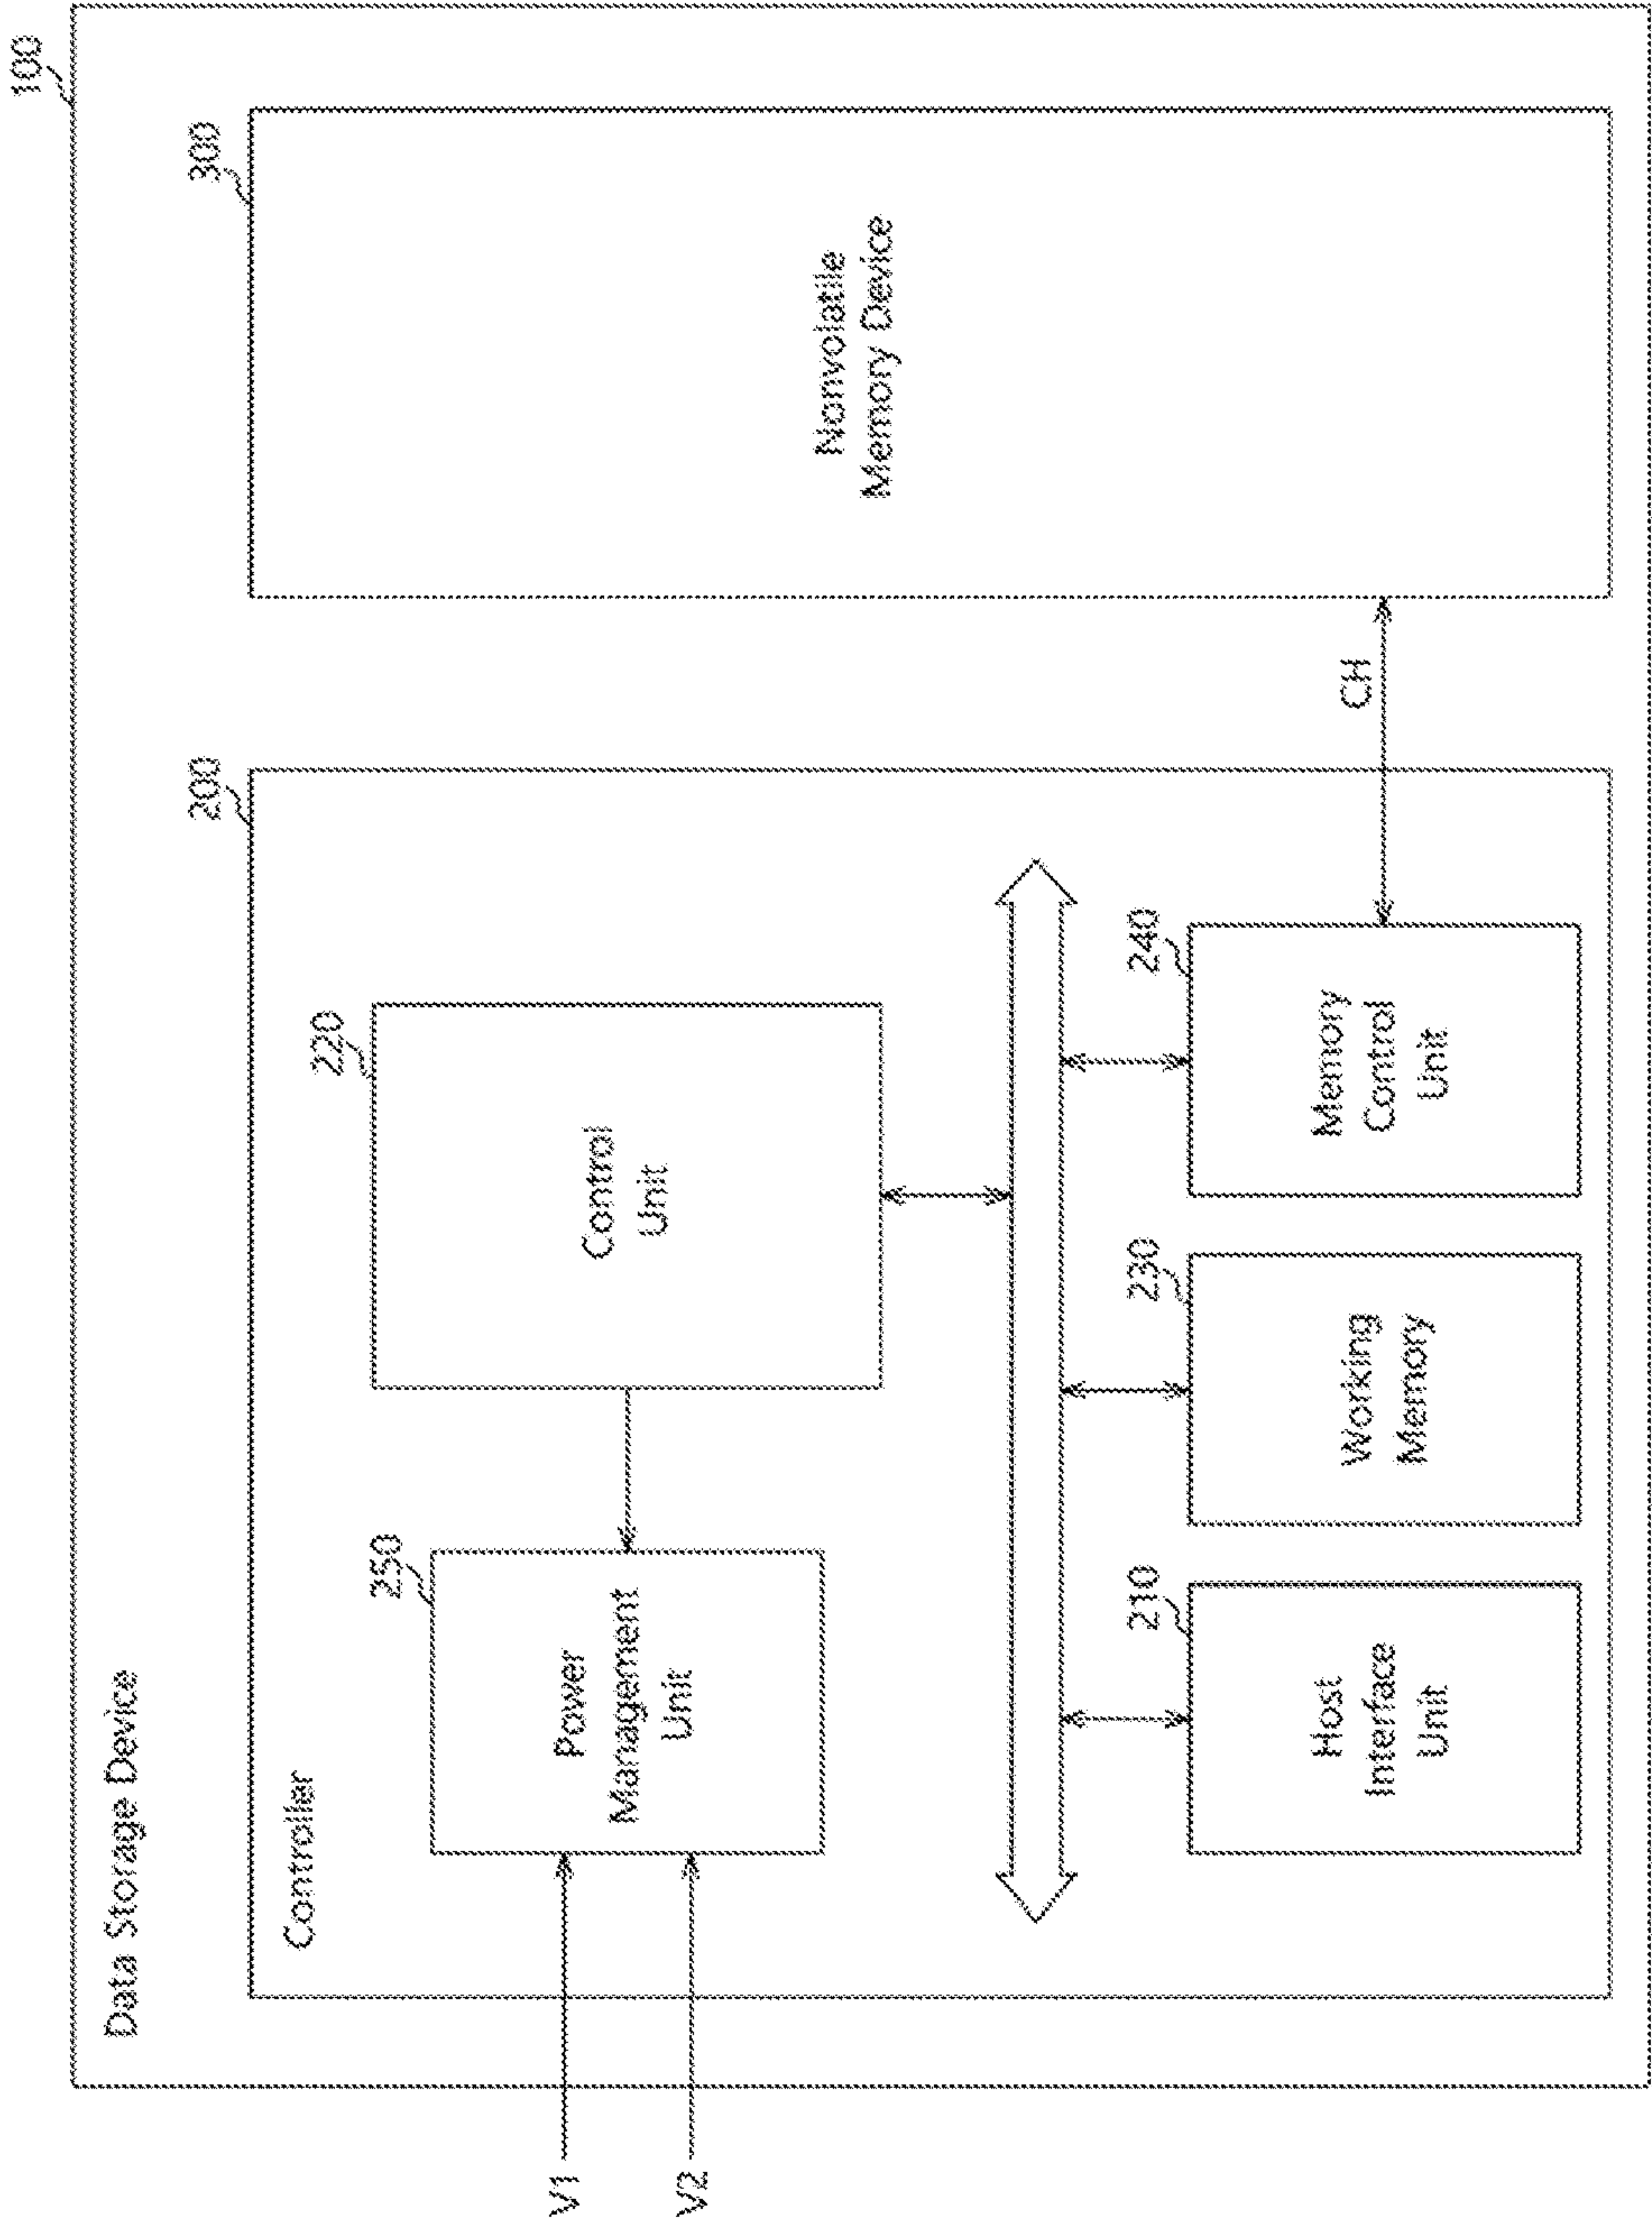 100
Data Storage Device
200
300
Controller
250
220
Power
Management
Unit
Control
Unit
Nonvolatile
Memory Device
V1
V2
210
230
240
CH
Host
Interface
Unit
Working
Memory
Memory
Control
Unit